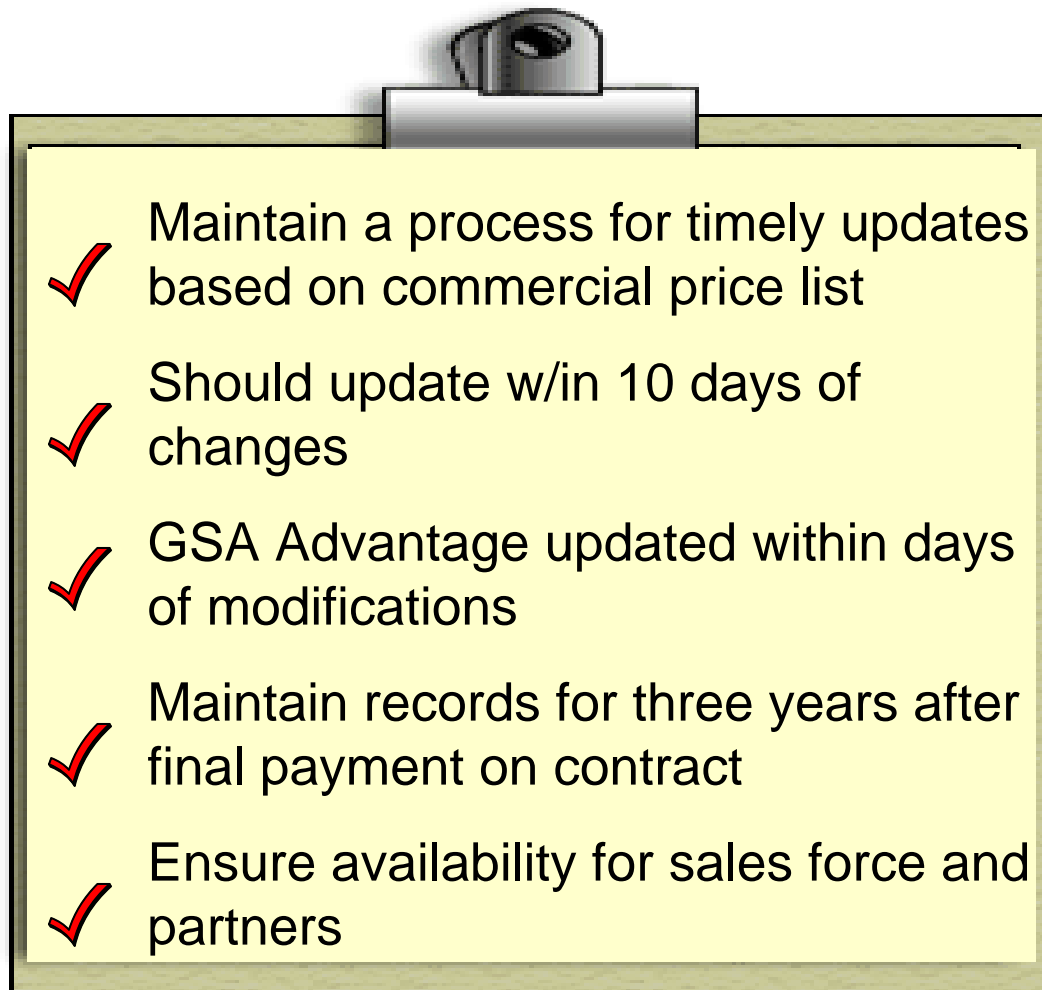 Maintain a process for timely updates
based on commercial price list
Should update w/in 10 days of
changes
GSA Advantage updated within days
of modifications
Maintain records for three years after
final payment on contract
Ensure availability for sales force and
partners